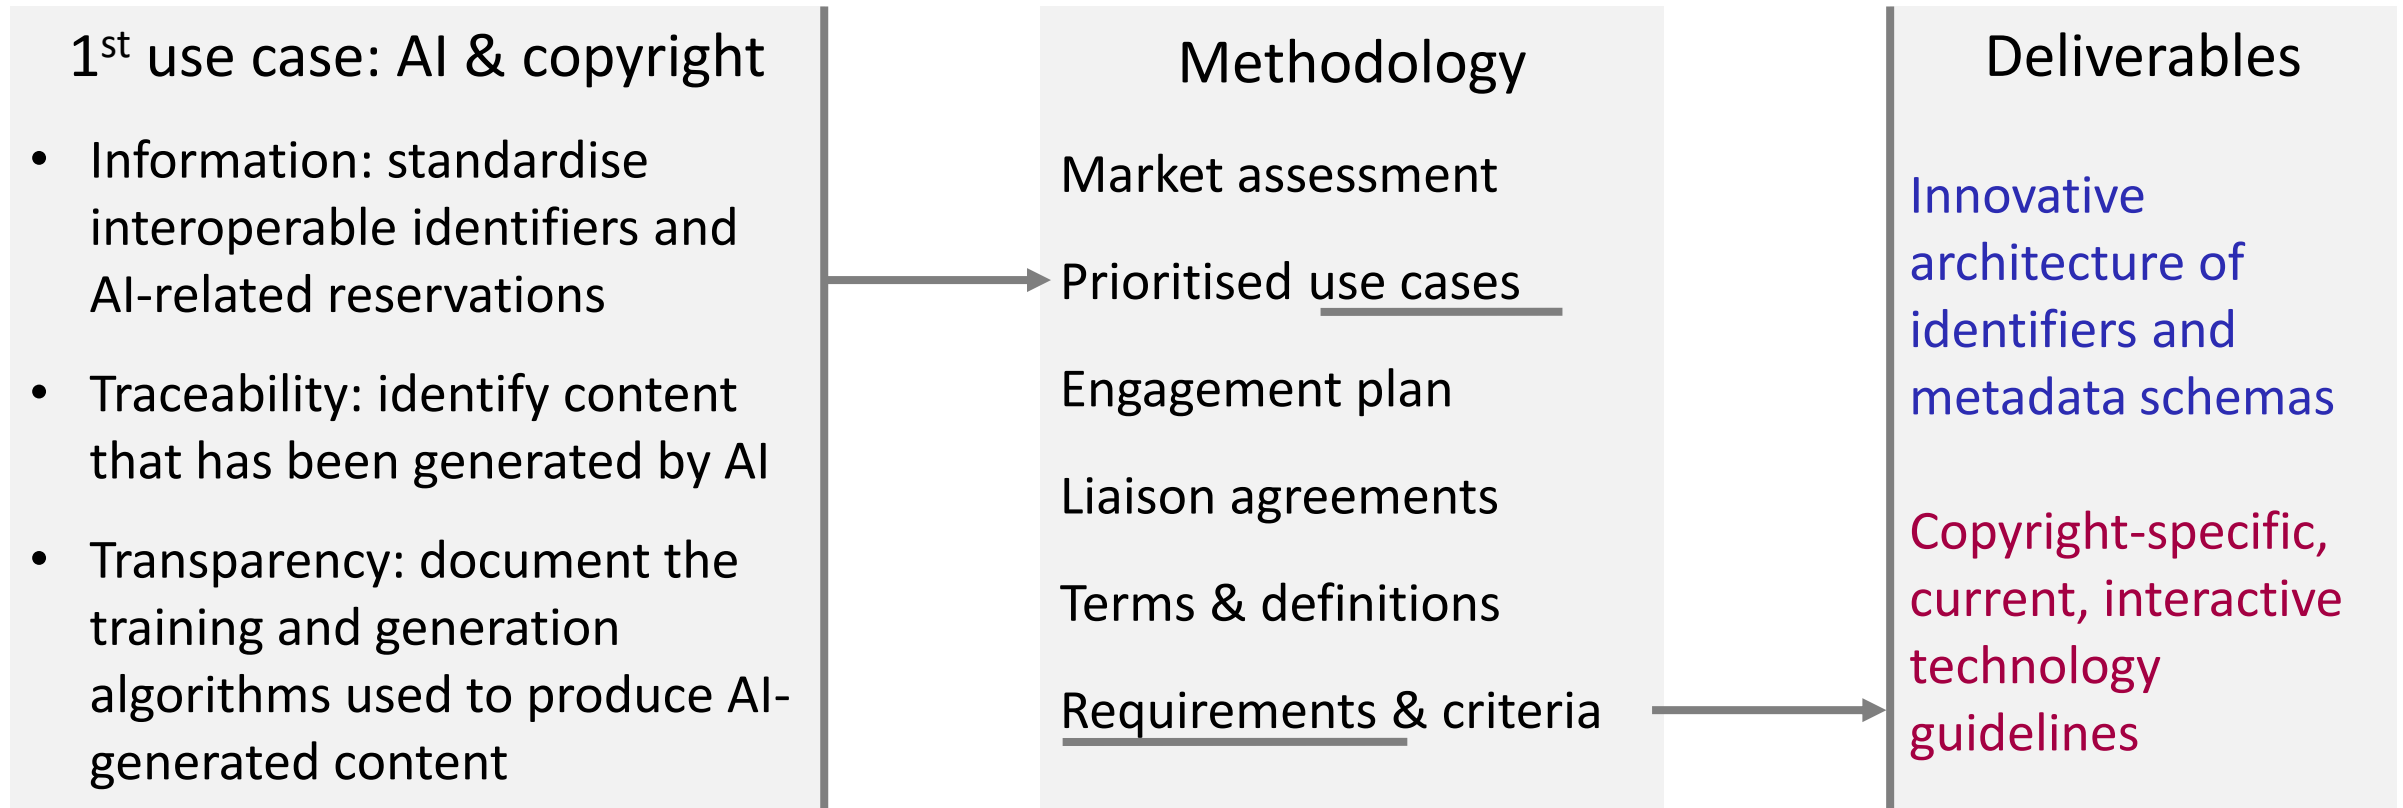 1st use case: AI & copyright
• Information: standardise
interoperable identifiers and
AI-related reservations
• Traceability: identify content
that has been generated by AI
• Transparency: document the
training and generation
algorithms used to produce AI-
generated content
Methodology
Market assessment
Prioritised use cases
Engagement plan
Liaison agreements
Terms & definitions
Requirements & criteria
Deliverables
Innovative
architecture of
identifiers and
metadata schemas
Copyright-specific,
current, interactive
technology
guidelines